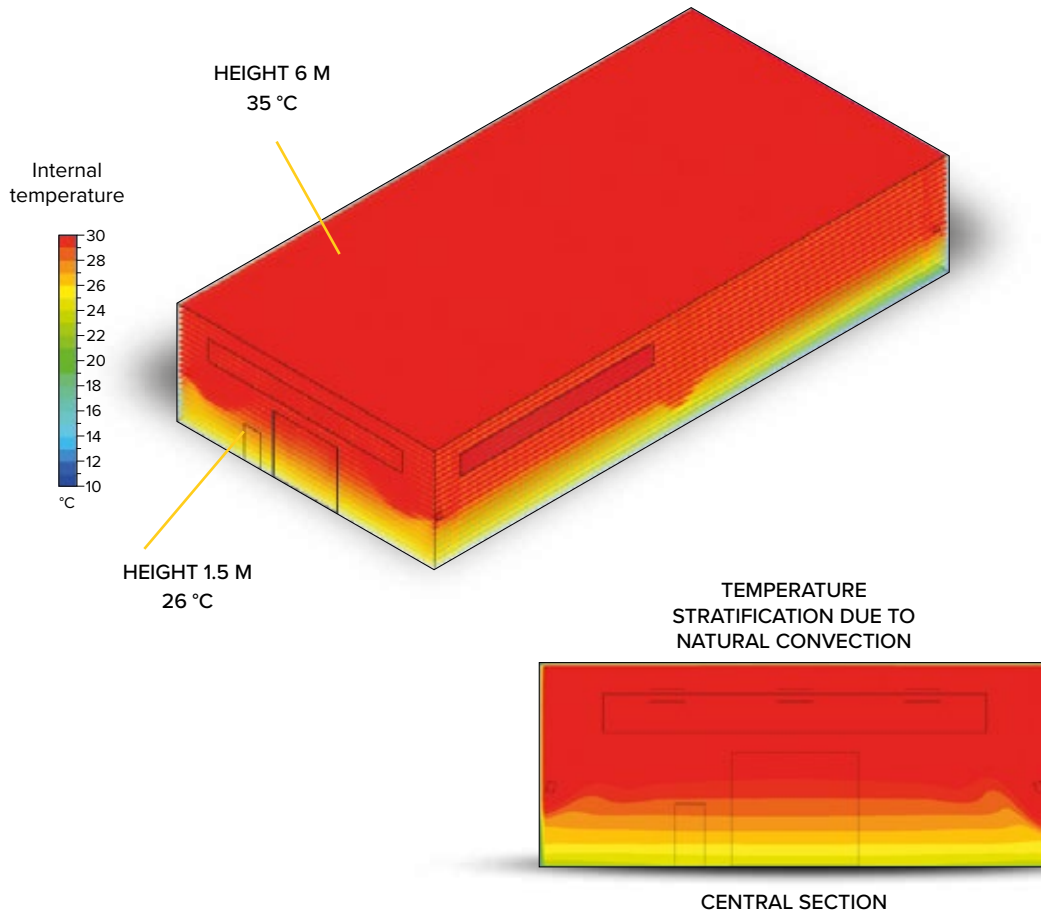 HEIGHT 6 M
35 °C
Internal
temperature
30
28
26
24
22
20
18
16
14
12
10
°C
HEIGHT 1.5 M
26 °C
TEMPERATURE
STRATIFICATION DUE TO
NATURAL CONVECTION
CENTRAL SECTION